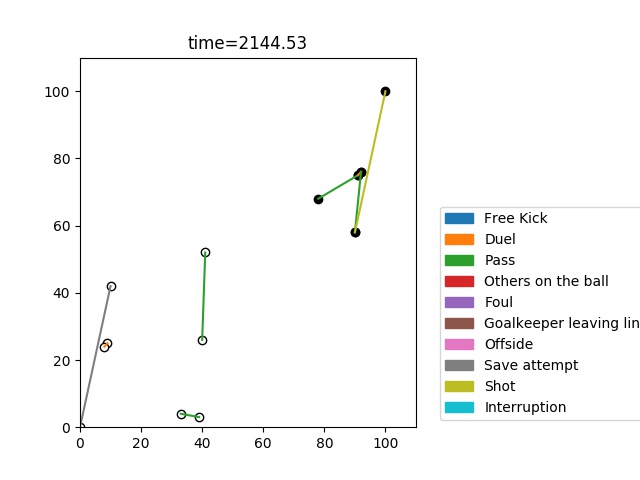 time=2144.53
100
80
60
40
20
0
0 20 40 60 80 100
Free Kick
Duel
Pass
Others on the ball
Foul
Goalkeeper leaving lin
Offside
Save attempt
Shot
Interruption